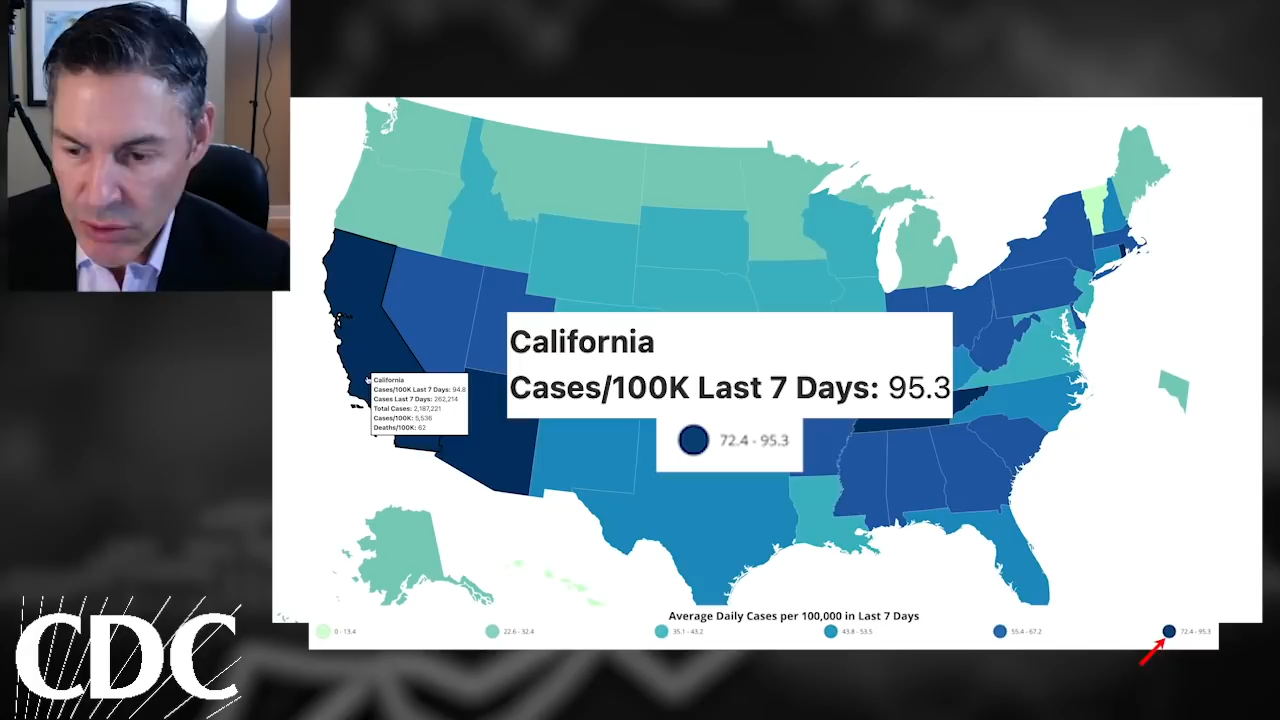 California
Cases/100K Last 7 Days: 95.3
California
Cases/100K Last 7 Days: 94.8
Cases Last 7 Days: 262,214
Total Cases: 2,187,221
Cases/100K: 5,536
Deaths/100K: 62
72.4 - 95.3
Average Daily Cases per 100,000 in Last 7 Days
0 - 13.4
22.6 - 32.4
35.1 - 43.2
43.8 - 53.5
55.4 - 67.2
72.4 - 95.3
CDC